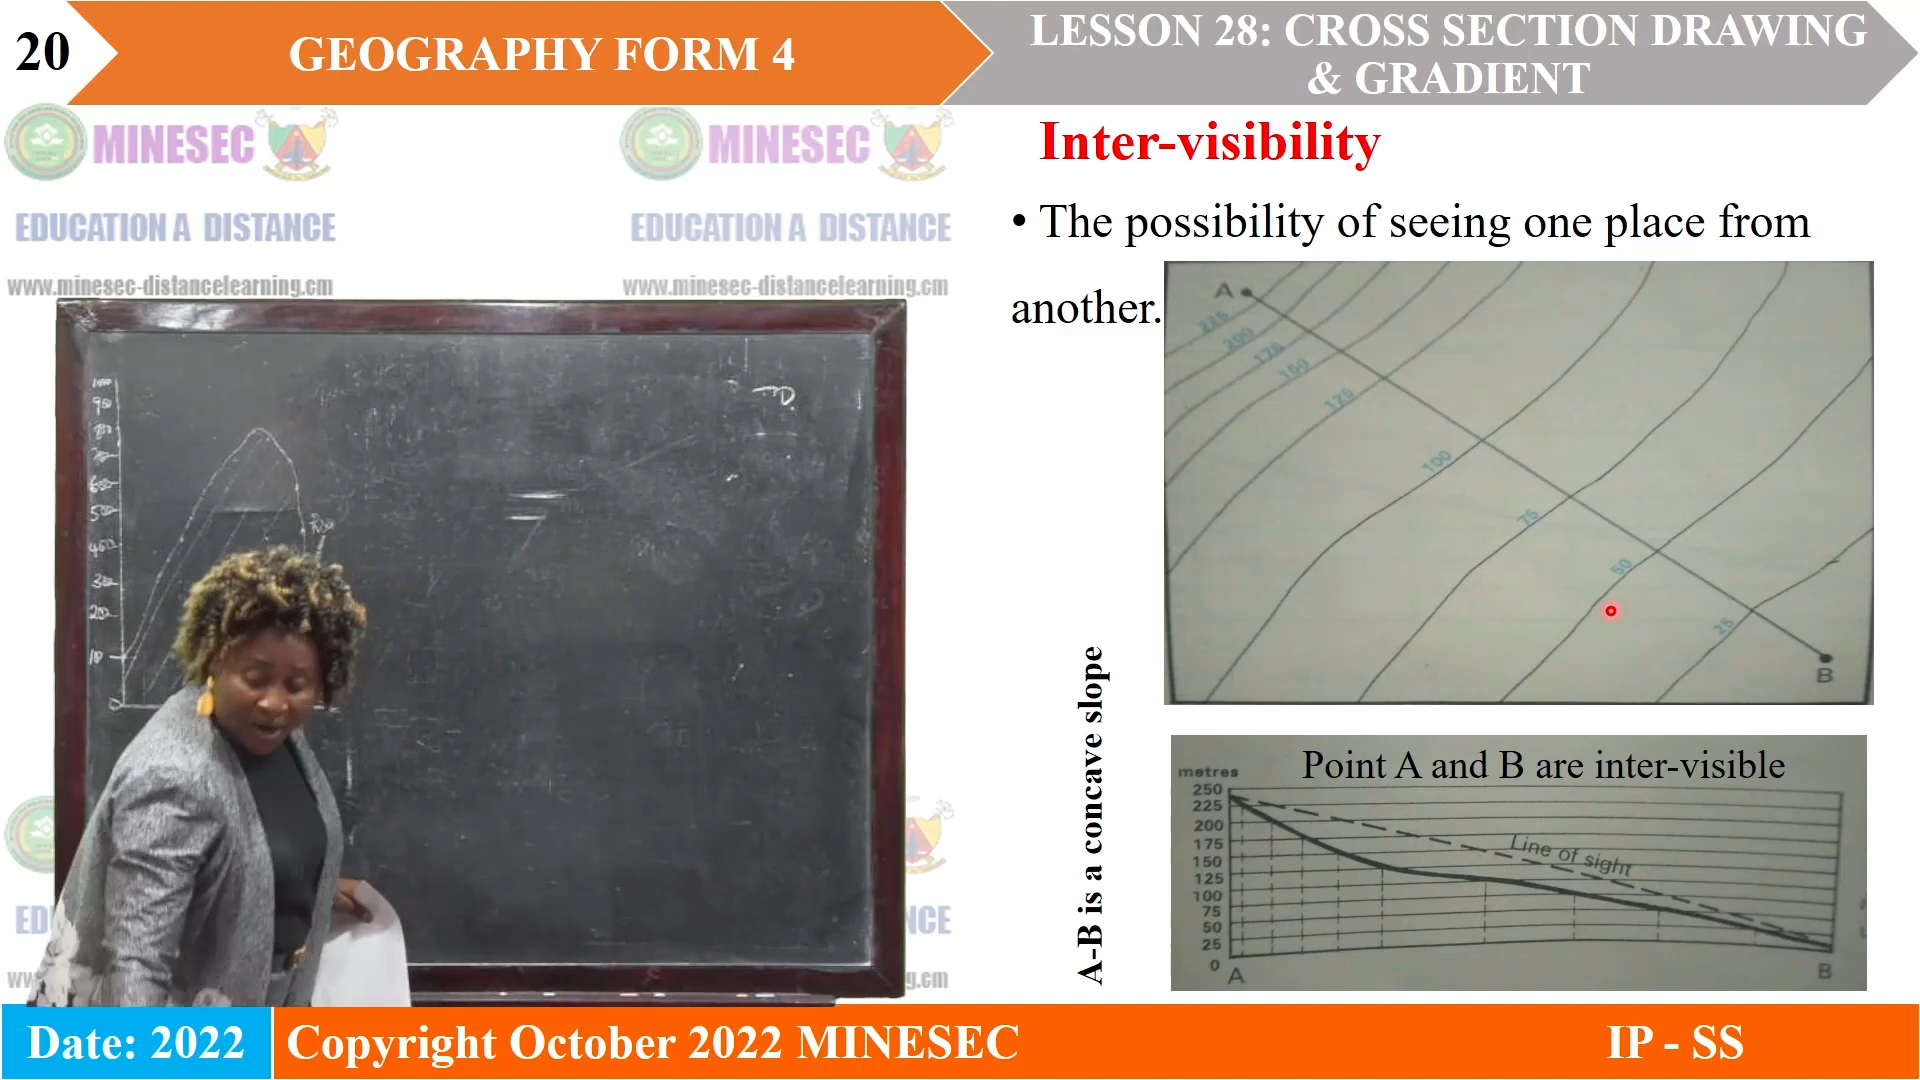 20
GEOGRAPHY FORM 4
LESSON 28: CROSS SECTION DRAWING
& GRADIENT
MINESEC
MINESEC
EDUCATION A DISTANCE
EDUCATION A DISTANCE
www.minesec-distancelearning.cm
www.minesec-distancelearning.cm
Inter-visibility
• The possibility of seeing one place from
another.
A
225
200
175
150
125
100
75
50
25
B
A-B is a concave slope
Point A and B are inter-visible
metres
250
225
200
175
150
125
100
75
50
25
0
Line of sight
A
B
Date: 2022
Copyright October 2022 MINESEC
IP - SS